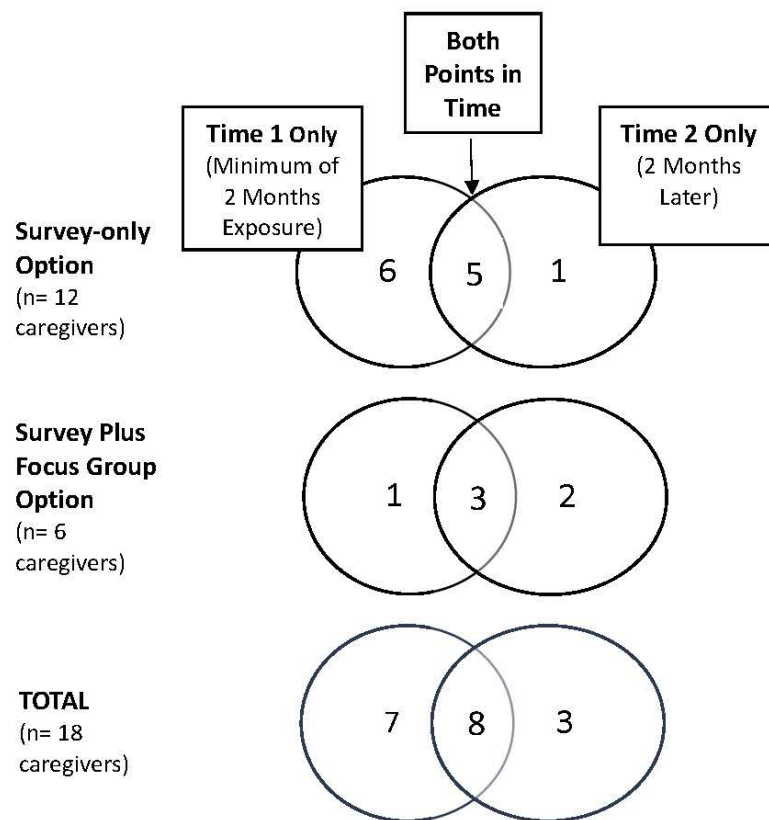 Both
Points in
Time
Time 1 Only
(Minimum of
2 Months
Exposure)
Time 2 Only
(2 Months
Later)
Survey-only
Option
(n= 12
caregivers)
6
5
1
Survey Plus
Focus Group
Option
(n= 6
caregivers)
1
3
2
TOTAL
(n= 18
caregivers)
7
8
3